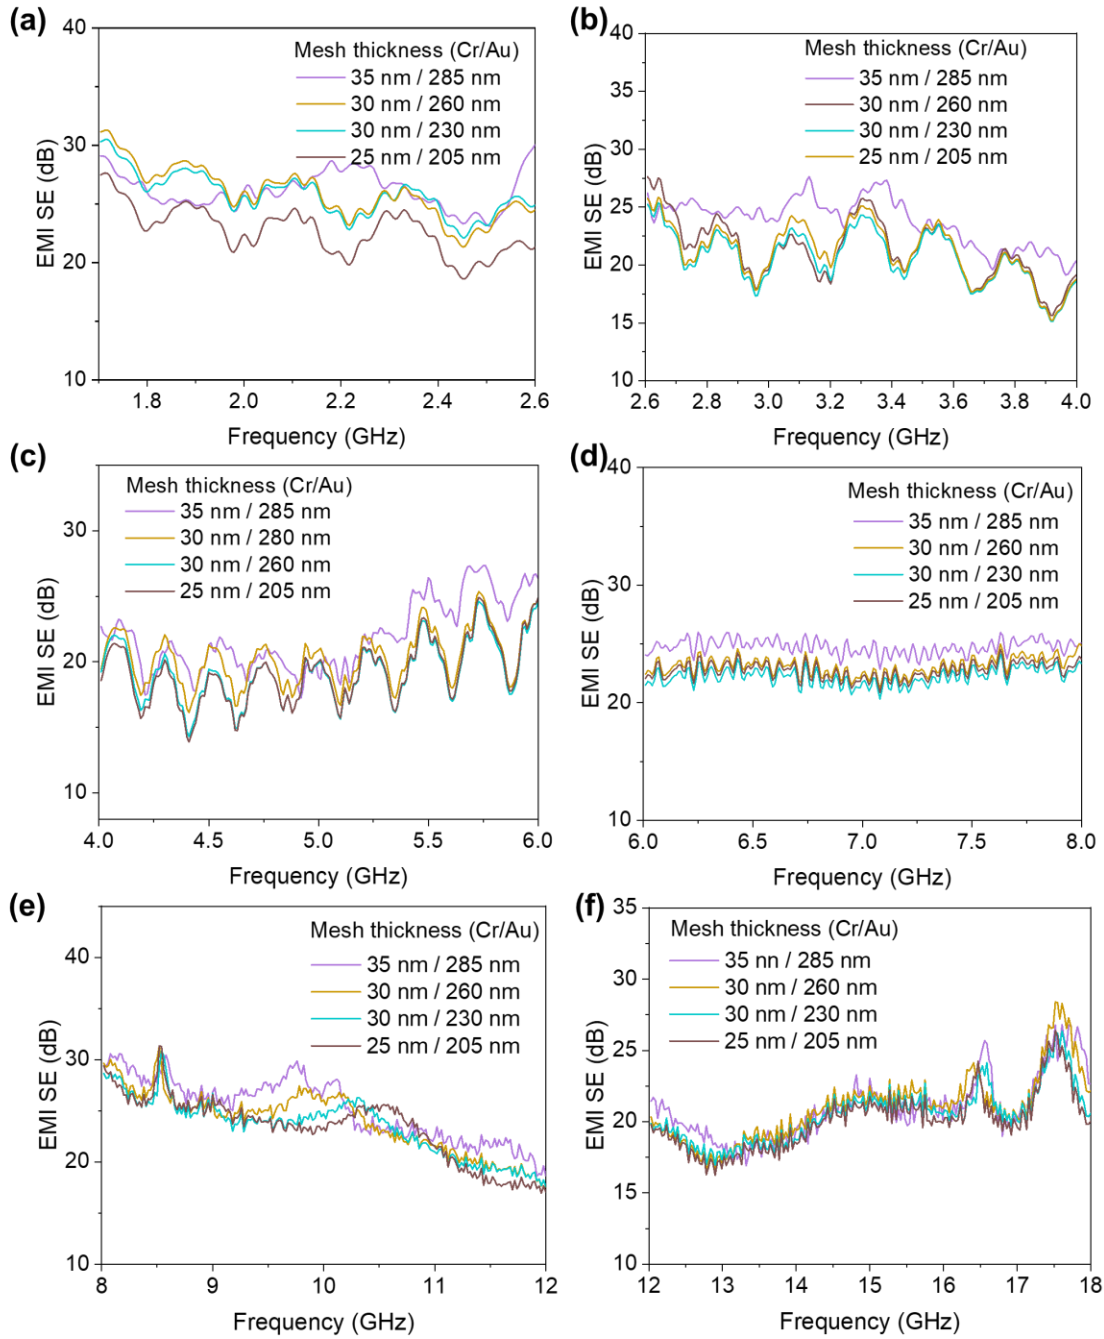 (a)
40
30
20
10
EMI SE (dB)
Mesh thickness (Cr/Au)
35 nm / 285 nm
30 nm / 260 nm
30 nm / 230 nm
25 nm / 205 nm
1.8 2.0 2.2 2.4 2.6
Frequency (GHz)
(b)
40
35
30
25
20
15
10
EMI SE (dB)
Mesh thickness (Cr/Au)
35 nm / 285 nm
30 nm / 260 nm
30 nm / 230 nm
25 nm / 205 nm
2.6 2.8 3.0 3.2 3.4 3.6 3.8 4.0
Frequency (GHz)
(c)
30
20
10
EMI SE (dB)
Mesh thickness (Cr/Au)
35 nm / 285 nm
30 nm / 280 nm
30 nm / 260 nm
25 nm / 205 nm
4.0 4.5 5.0 5.5 6.0
Frequency (GHz)
(d)
40
30
20
10
EMI SE (dB)
Mesh thickness (Cr/Au)
35 nm / 285 nm
30 nm / 260 nm
30 nm / 230 nm
25 nm / 205 nm
6.0 6.5 7.0 7.5 8.0
Frequency (GHz)
(e)
40
30
20
10
EMI SE (dB)
Mesh thickness (Cr/Au)
35 nm / 285 nm
30 nm / 260 nm
30 nm / 230 nm
25 nm / 205 nm
8 9 10 11 12
Frequency (GHz)
(f)
35
30
25
20
15
10
EMI SE (dB)
Mesh thickness (Cr/Au)
35 nn / 285 nm
30 nm / 260 nm
30 nm / 230 nm
25 nm / 205 nm
12 13 14 15 16 17 18
Frequency (GHz)